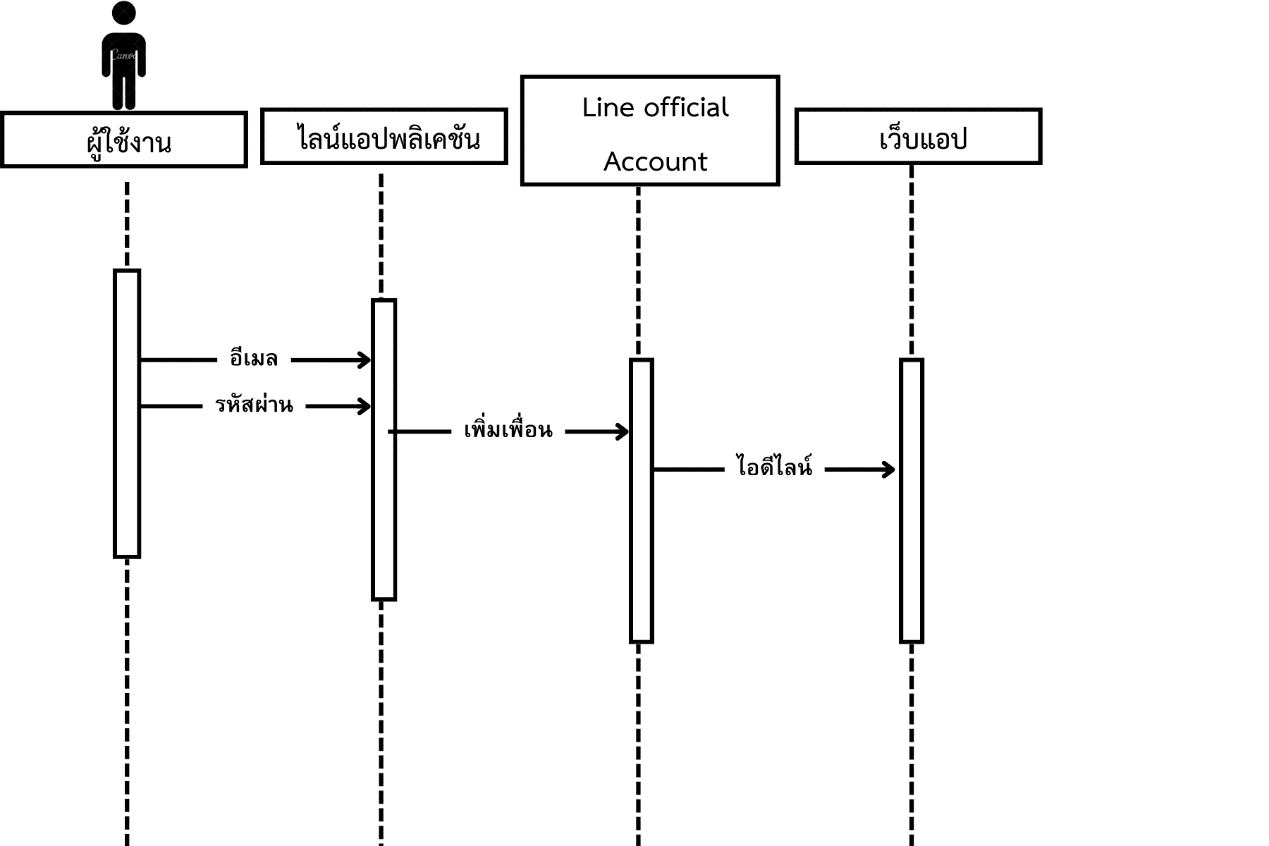 Canva
ผู้ใช้งาน
ไลน์แอปพลิเคชัน
Line official
Account
เว็บแอป
อีเมล
รหัสผ่าน
เพิ่มเพื่อน
ไอดีไลน์